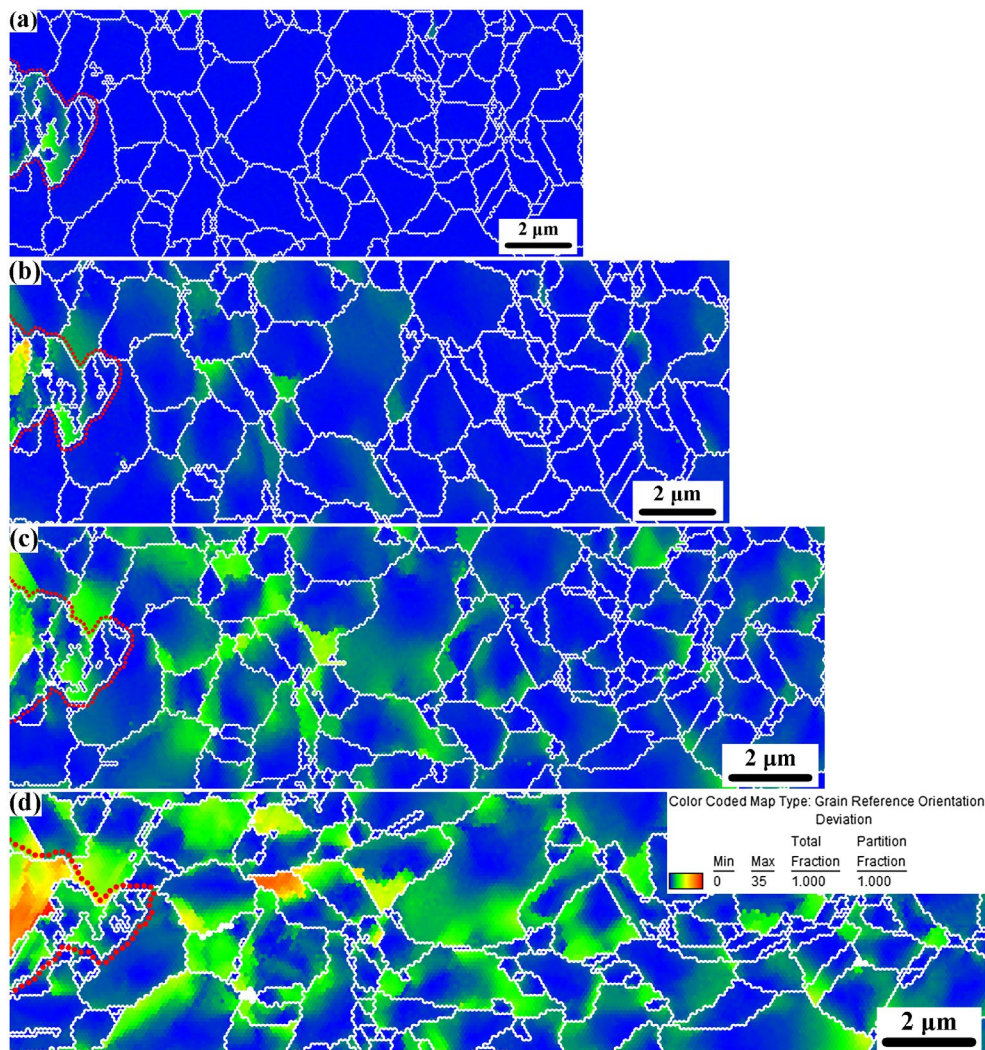 (a)
2 μm
(b)
2 μm
(c)
2 μm
(d)
Color Coded Map Type: Grain Reference Orientation
Deviation
Total Partition
Min Max Fraction Fraction
0 35 1.000 1.000
2 μm